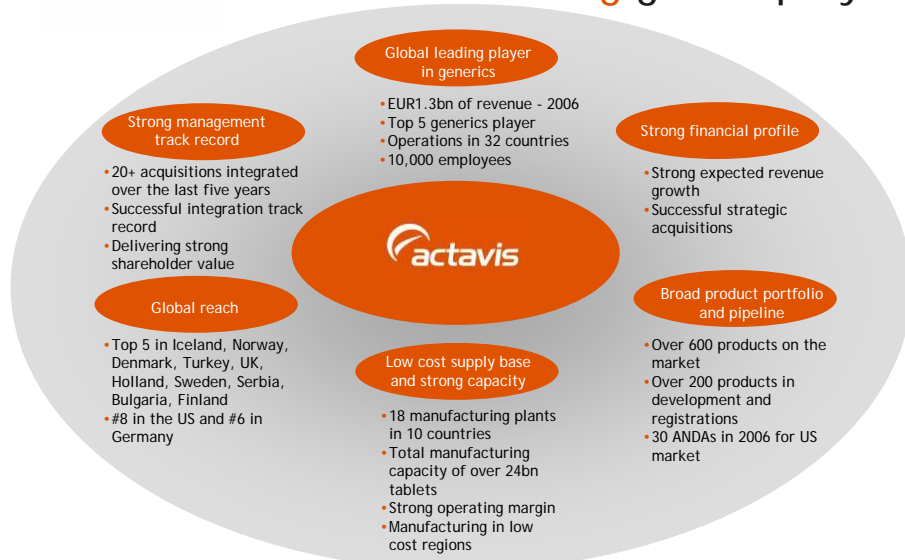 Global leading player
in generics
• EUR1.3bn of revenue - 2006
• Top 5 generics player
• Operations in 32 countries
• 10,000 employees
Strong management
track record
• 20+ acquisitions integrated
over the last five years
• Successful integration track
record
• Delivering strong
shareholder value
Strong financial profile
• Strong expected revenue
growth
• Successful strategic
acquisitions
actavis
Global reach
• Top 5 in Iceland, Norway,
Denmark, Turkey, UK,
Holland, Sweden, Serbia,
Bulgaria, Finland
• #8 in the US and #6 in
Germany
Low cost supply base
and strong capacity
• 18 manufacturing plants
in 10 countries
• Total manufacturing
capacity of over 24bn
tablets
• Strong operating margin
• Manufacturing in low
cost regions
Broad product portfolio
and pipeline
• Over 600 products on the
market
• Over 200 products in
development and
registrations
• 30 ANDAs in 2006 for US
market